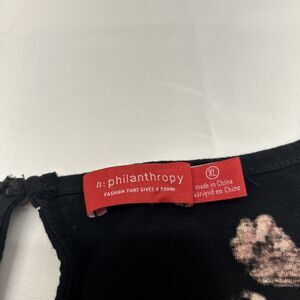 n:philanthropy
FASHION THAT GIVES A DAMN
XL
made in China
fabriqué en Chine